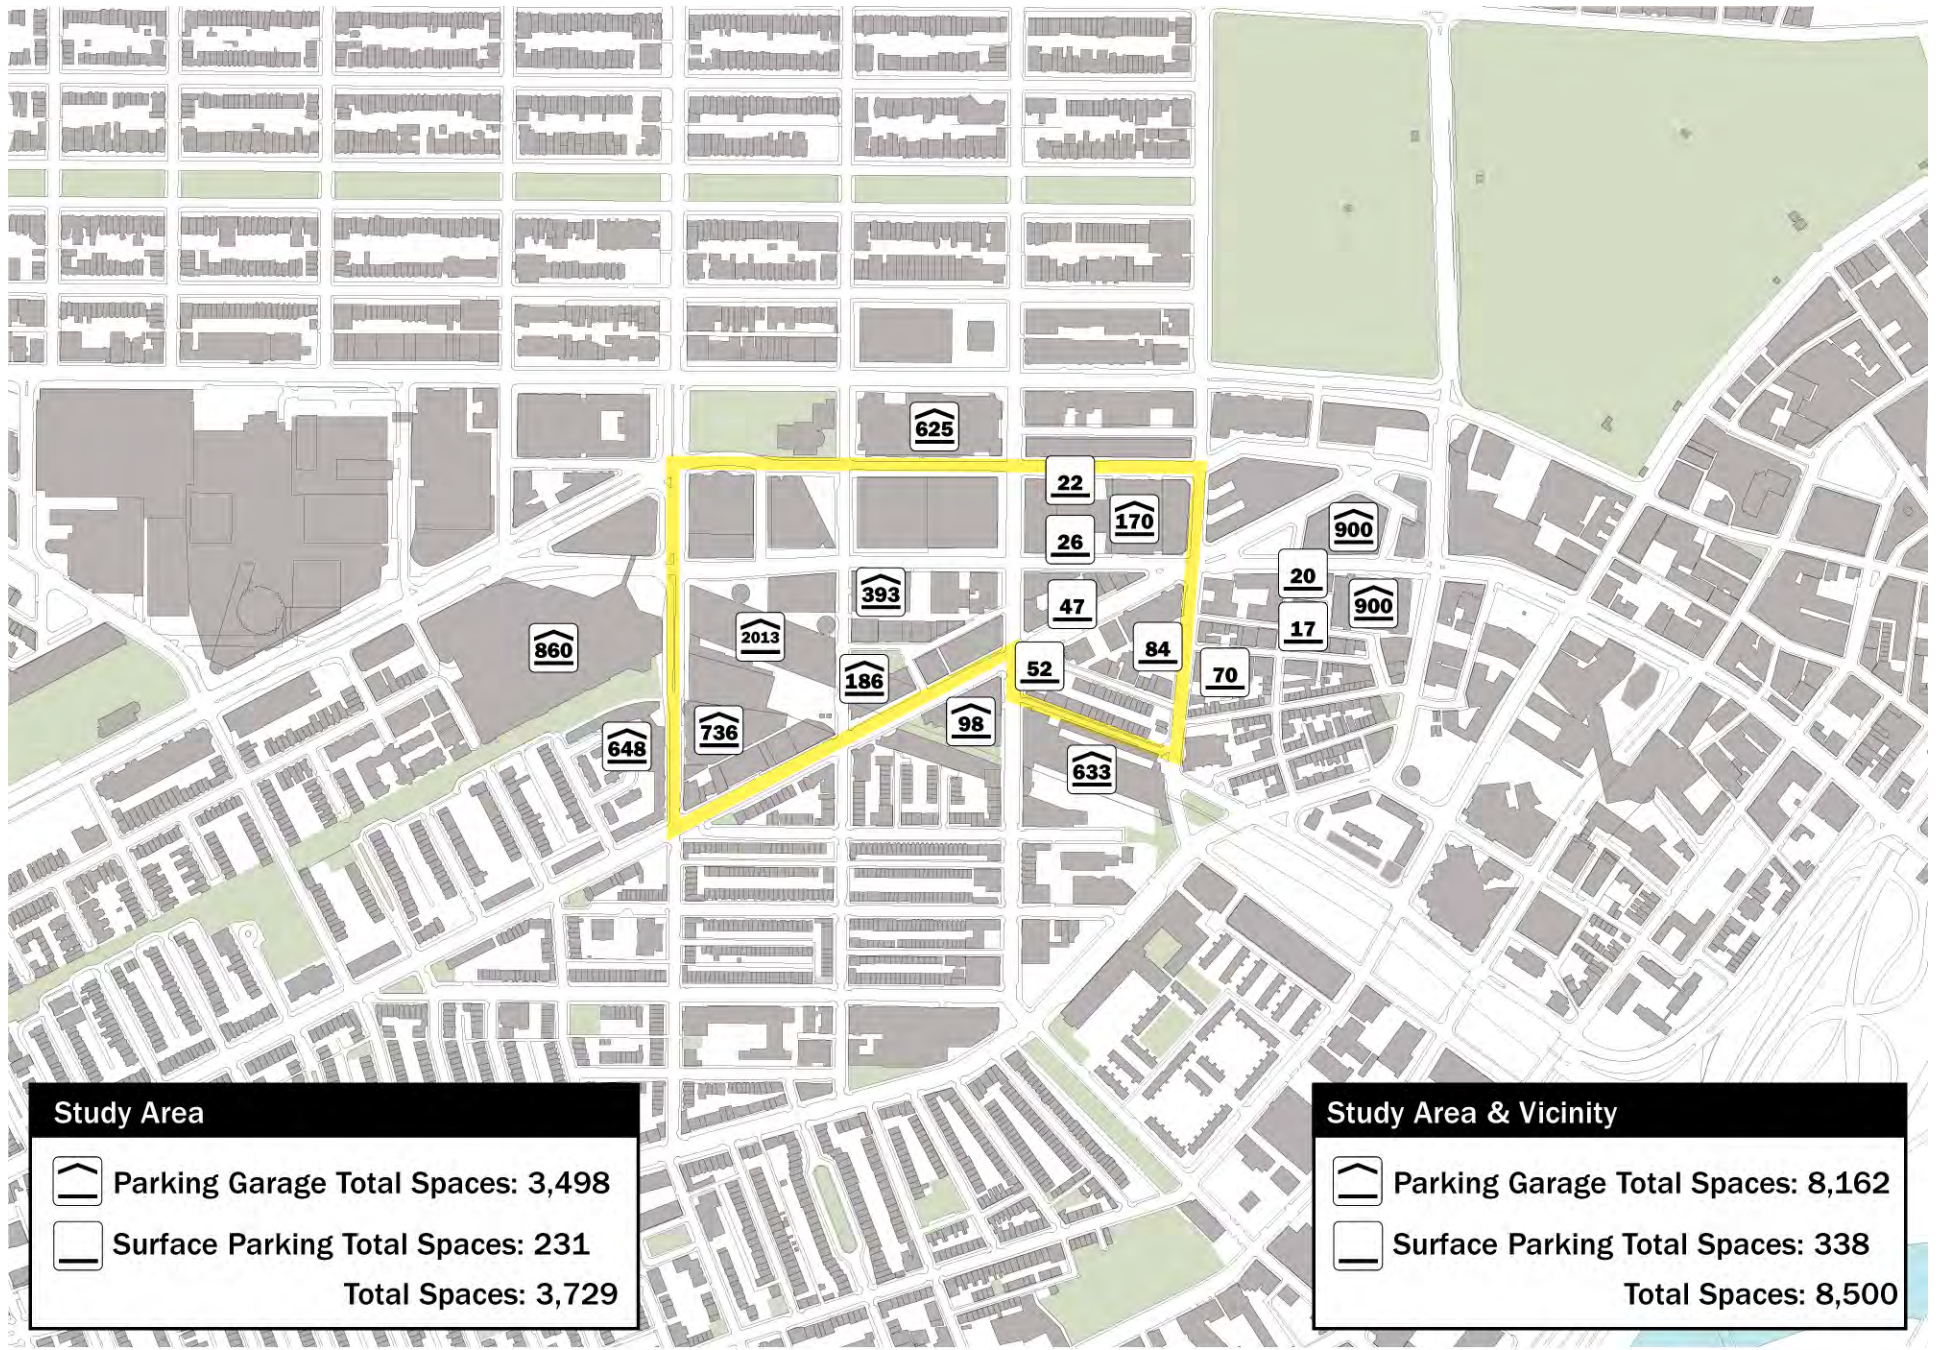 625
22
170
26
900
20
393
900
47
2013
17
860
84
52
70
186
98
736
648
633
Study Area
Parking Garage Total Spaces: 3,498
Surface Parking Total Spaces: 231
Total Spaces: 3,729
Study Area & Vicinity
Parking Garage Total Spaces: 8,162
Surface Parking Total Spaces: 338
Total Spaces: 8,500